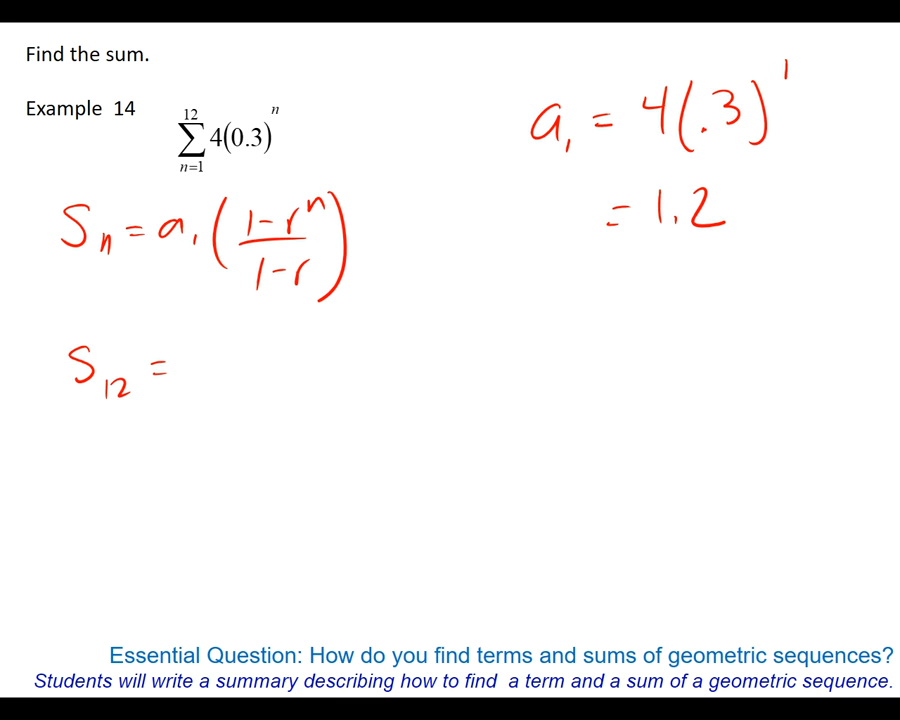 Find the sum.
Example 14
12
∑ 4(0.3)ⁿ
n=1
a₁ = 4(.3)¹
= 1.2
Sₙ = a₁ ( (1-rⁿ) / (1-r) )
S₁₂ =
Essential Question: How do you find terms and sums of geometric sequences?
Students will write a summary describing how to find a term and a sum of a geometric sequence.